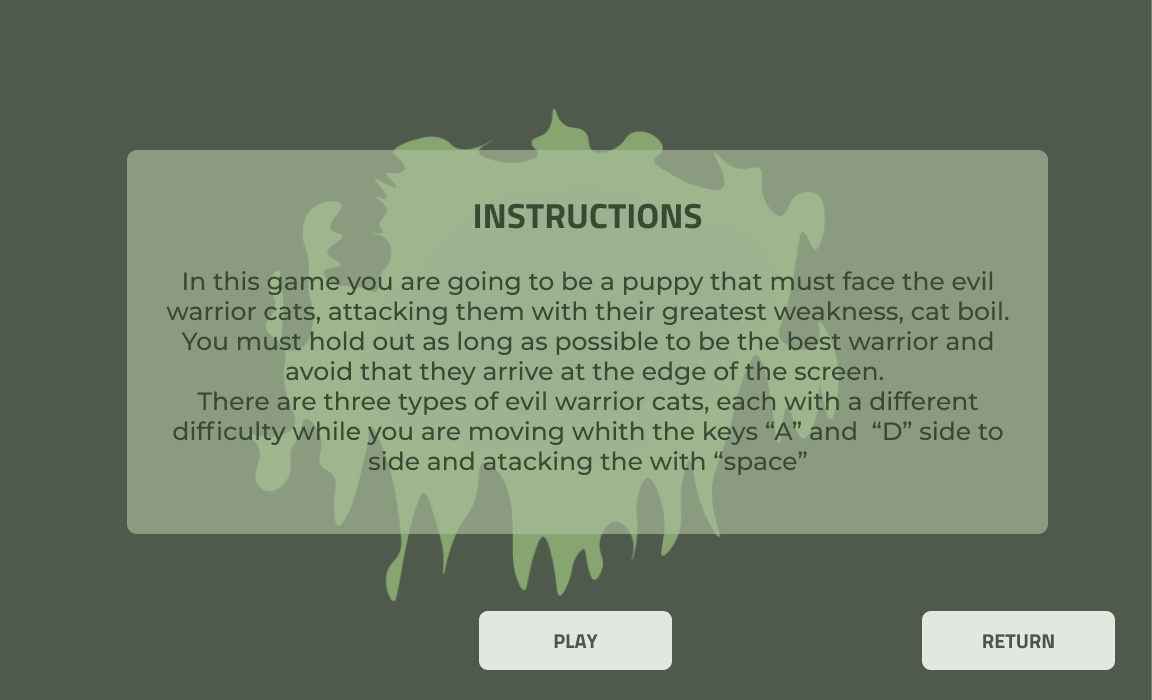 INSTRUCTIONS
In this game you are going to be a puppy that must face the evil
warrior cats, attacking them with their greatest weakness, cat boil.
You must hold out as long as possible to be the best warrior and
avoid that they arrive at the edge of the screen.
There are three types of evil warrior cats, each with a different
difficulty while you are moving whith the keys “A” and  “D” side to
side and atacking the with “space”
PLAY
RETURN